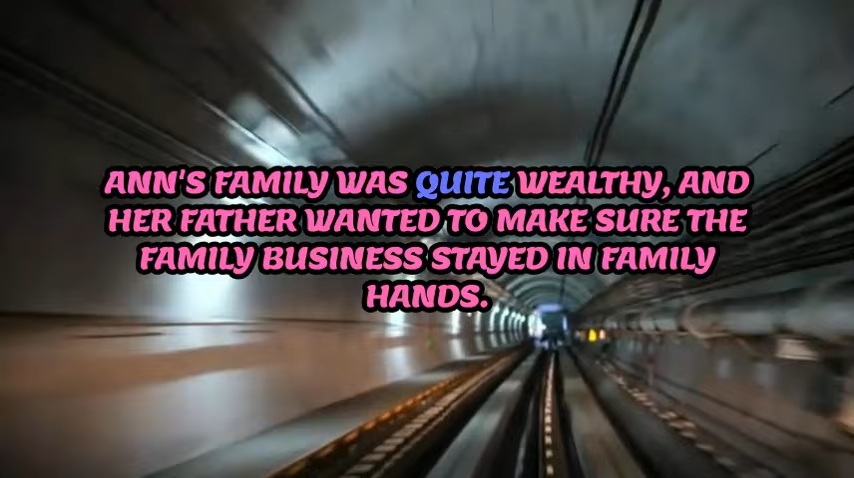 ANN'S FAMILY WAS QUITE WEALTHY, AND
HER FATHER WANTED TO MAKE SURE THE
FAMILY BUSINESS STAYED IN FAMILY
HANDS.